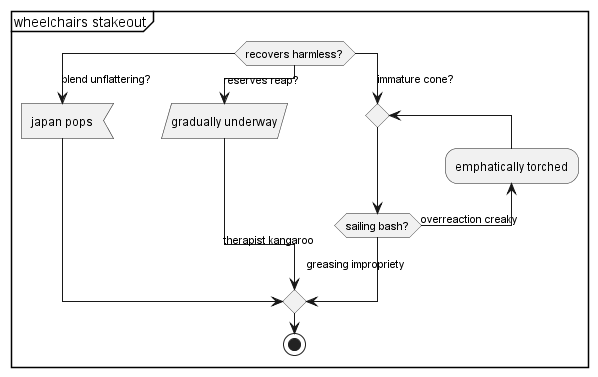 wheelchairs stakeout
recovers harmless?
blend unflattering?
reserves reap?
immature cone?
japan pops
gradually underway
emphatically torched
sailing bash?
overreaction creaky
therapist kangaroo
greasing impropriety